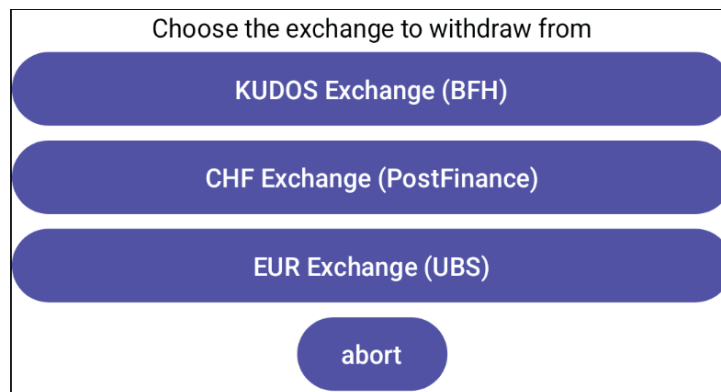 Choose the exchange to withdraw from
KUDOS Exchange (BFH)
CHF Exchange (PostFinance)
EUR Exchange (UBS)
abort